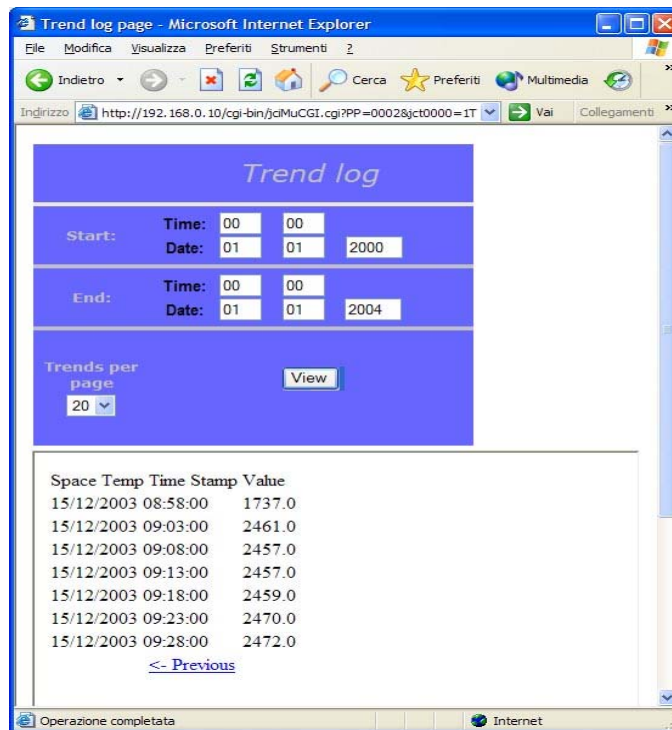 Trend log page - Microsoft Internet Explorer
File Modifica Visualizza Preferiti Strumenti ?
Indietro Cerca Preferiti Multimedia »
Indirizzo http://192.168.0.10/cgi-bin/jciMuCGI.cgi?PP=0002&jct0000=1T Vai Collegamenti »
Trend log
Start: Time: 00 00
Date: 01 01 2000
End: Time: 00 00
Date: 01 01 2004
Trends per
page
20
View
Space Temp Time Stamp Value
15/12/2003 08:58:00 1737.0
15/12/2003 09:03:00 2461.0
15/12/2003 09:08:00 2457.0
15/12/2003 09:13:00 2457.0
15/12/2003 09:18:00 2459.0
15/12/2003 09:23:00 2470.0
15/12/2003 09:28:00 2472.0
<- Previous
Operazione completata Internet